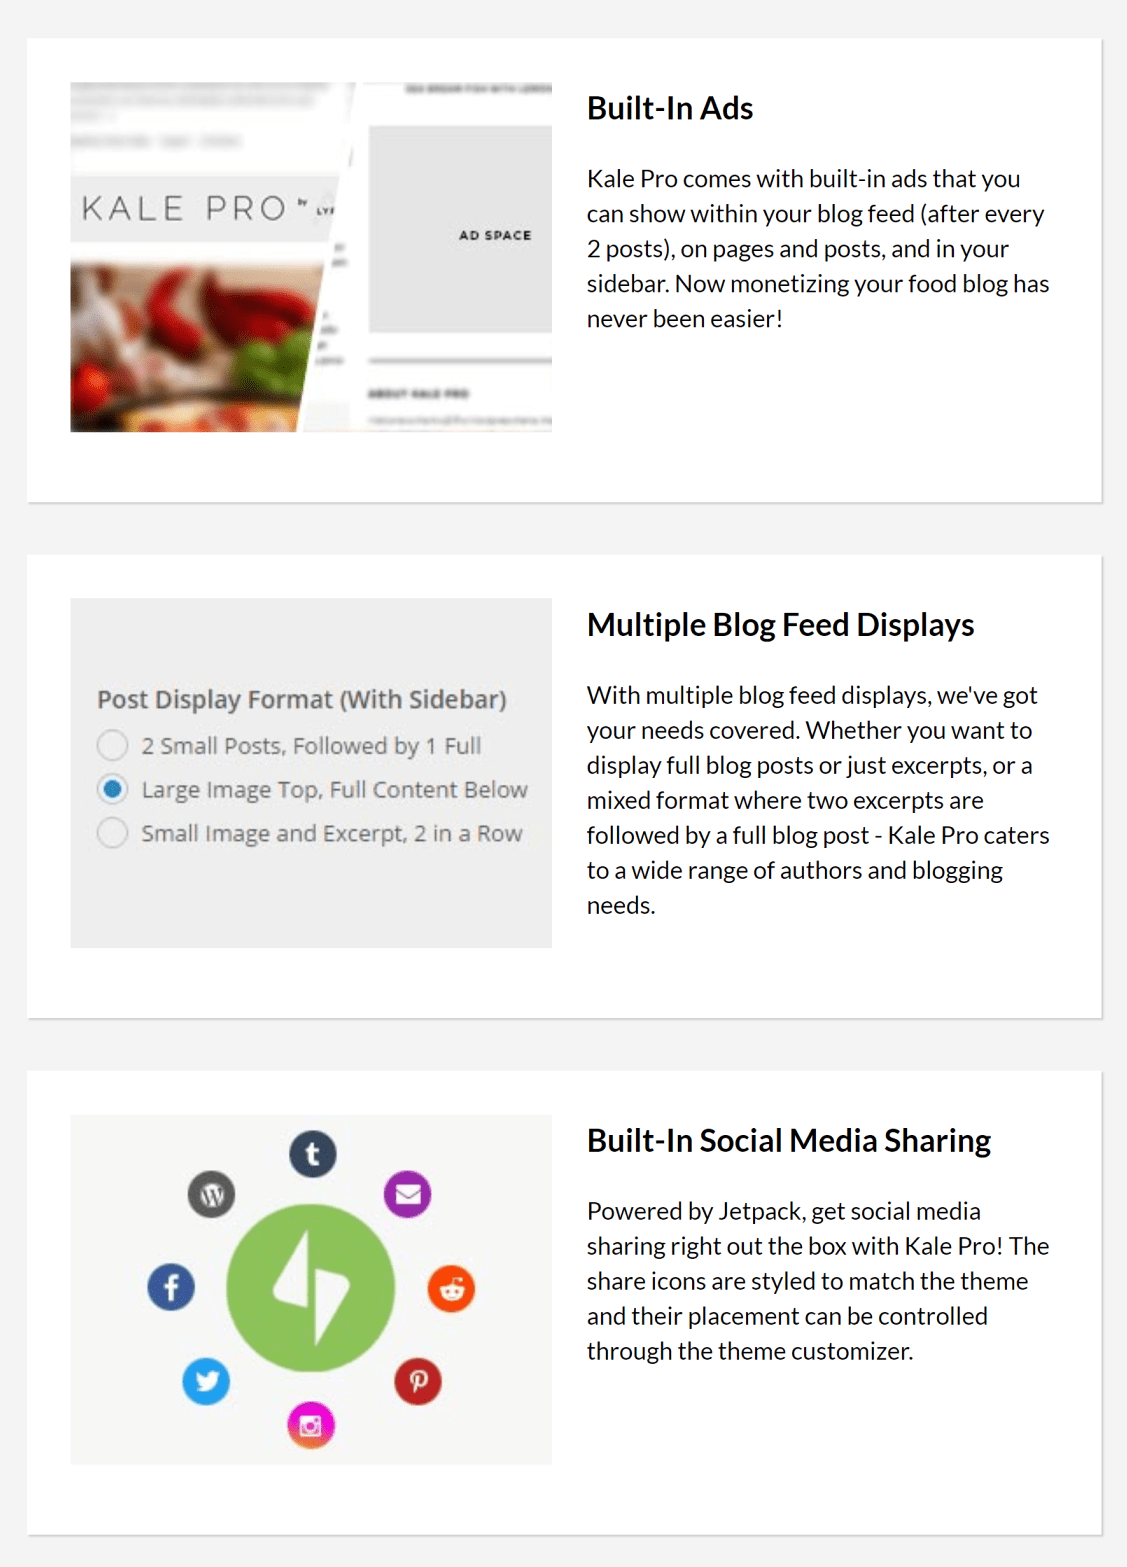 KALE PRO by LYR
AD SPACE
ABOUT KALE PRO
Built-In Ads
Kale Pro comes with built-in ads that you
can show within your blog feed (after every
2 posts), on pages and posts, and in your
sidebar. Now monetizing your food blog has
never been easier!
Post Display Format (With Sidebar)
2 Small Posts, Followed by 1 Full
Large Image Top, Full Content Below
Small Image and Excerpt, 2 in a Row
Multiple Blog Feed Displays
With multiple blog feed displays, we've got
your needs covered. Whether you want to
display full blog posts or just excerpts, or a
mixed format where two excerpts are
followed by a full blog post - Kale Pro caters
to a wide range of authors and blogging
needs.
Built-In Social Media Sharing
Powered by Jetpack, get social media
sharing right out the box with Kale Pro! The
share icons are styled to match the theme
and their placement can be controlled
through the theme customizer.